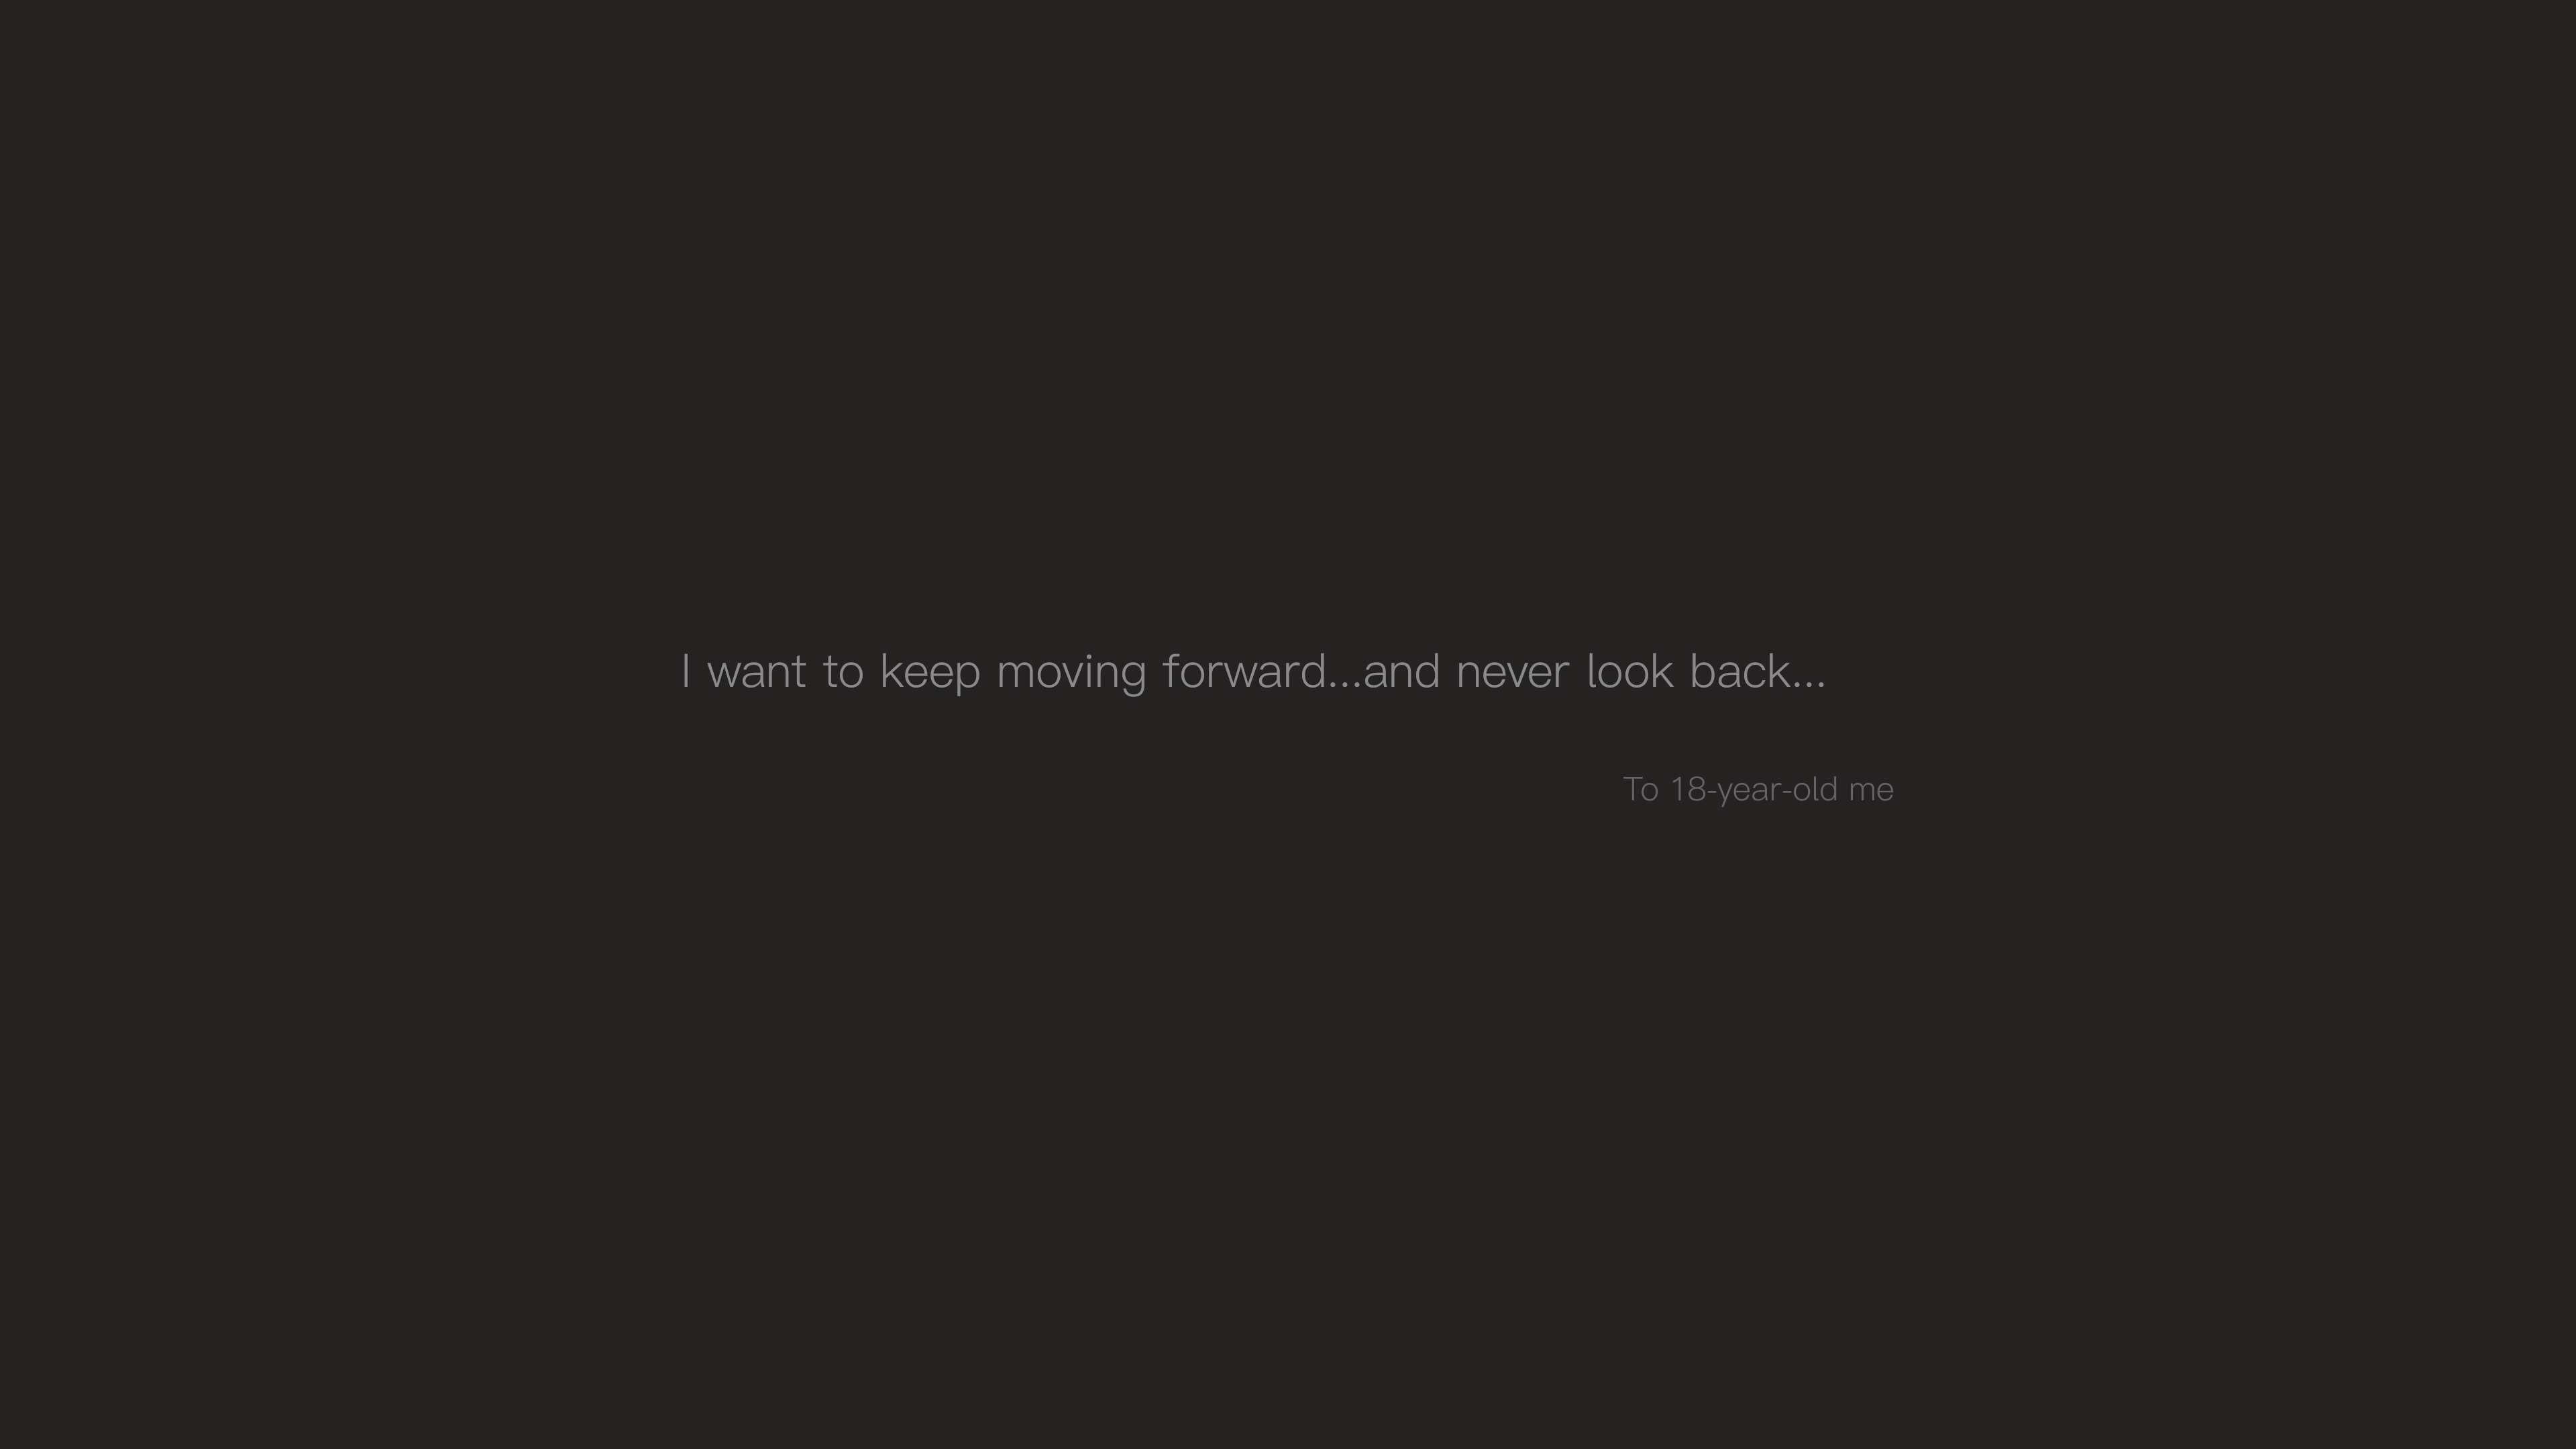 I want to keep moving forward...and never look back...
To 18-year-old me